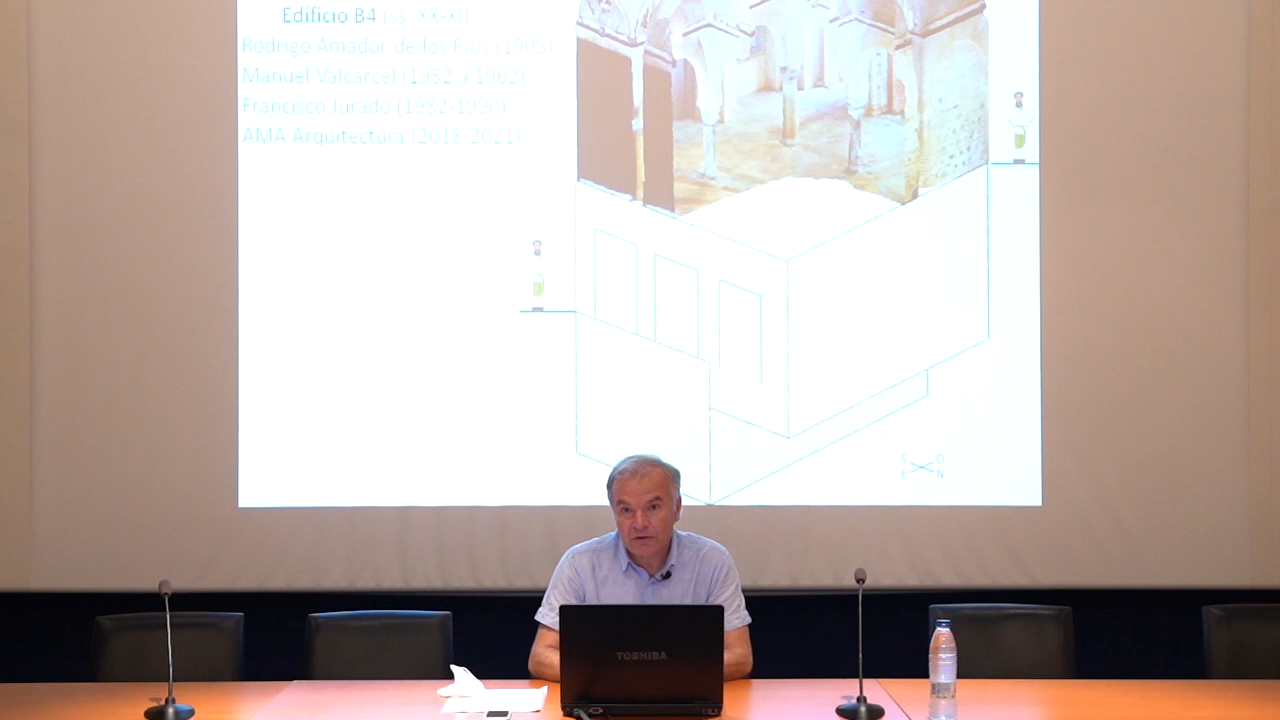 Edificio B4 (ss. XX-XI)
Rodrigo Amador de los Ríos (1905)
Manuel Valcarcel (1952 a 1962)
Francisco Jurado (1982-1990)
AMA Arquitectura (2018-2021)
S O
E N
TOSHIBA